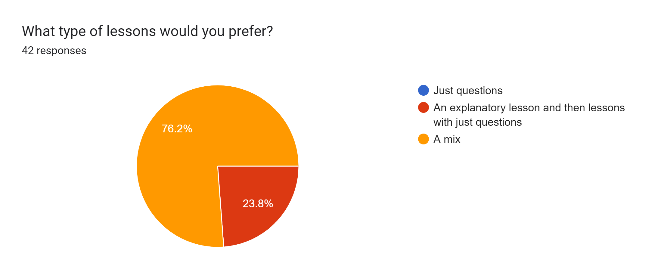 What type of lessons would you prefer?
42 responses
76.2%
23.8%
Just questions
An explanatory lesson and then lessons
with just questions
A mix